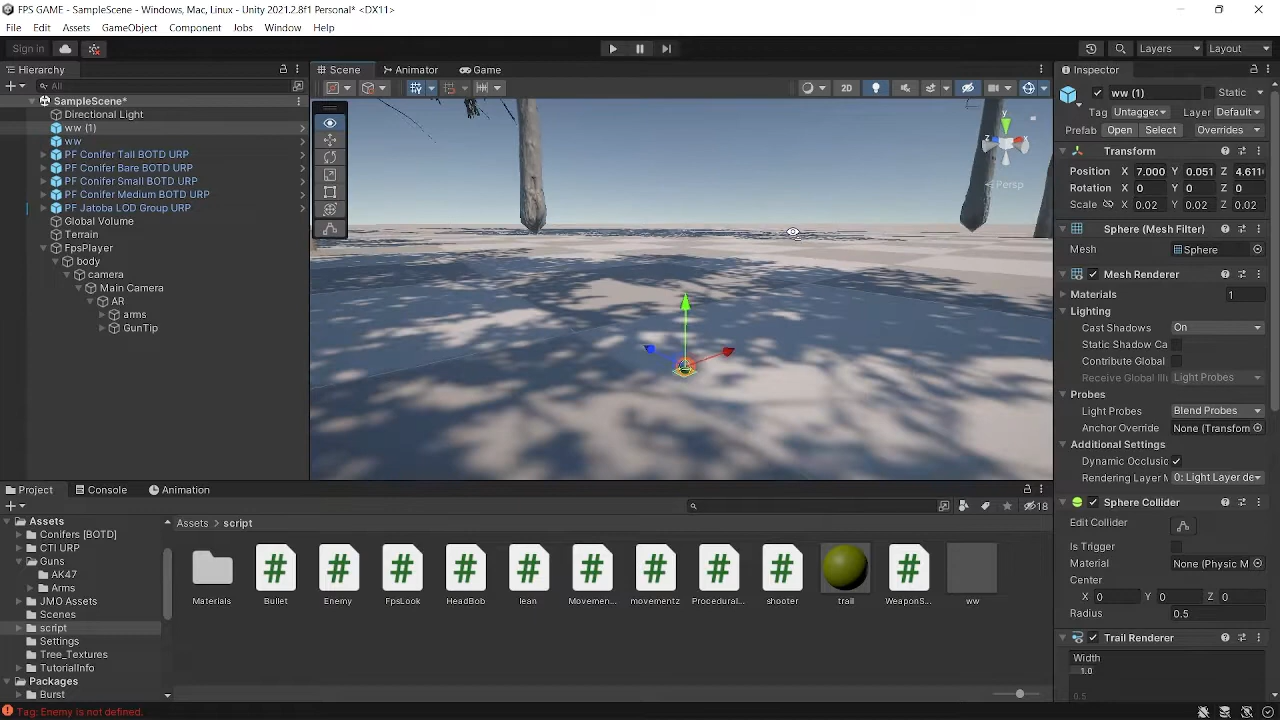 FPS GAME - SampleScene - Windows, Mac, Linux - Unity 2021.2.8f1 Personal* <DX11>
File Edit Assets GameObject Component Jobs Window Help
Sign in
Layers
Layout
Hierarchy
All
SampleScene*
Directional Light
ww (1)
ww
PF Conifer Tall BOTD URP
PF Conifer Bare BOTD URP
PF Conifer Small BOTD URP
PF Conifer Medium BOTD URP
PF Jatoba LOD Group URP
Global Volume
Terrain
FpsPlayer
body
camera
Main Camera
AR
arms
GunTip
Scene Animator Game
2D
y
z x
Persp
Inspector
ww (1) Static
Tag Untagged Layer Default
Prefab Open Select Overrides
Transform
Position X 7.000 Y 0.051 Z 4.611
Rotation X 0 Y 0 Z 0
Scale X 0.02 Y 0.02 Z 0.02
Sphere (Mesh Filter)
Mesh Sphere
Mesh Renderer
Materials 1
Lighting
Cast Shadows On
Static Shadow Ca
Contribute Global
Receive Global Illu Light Probes
Probes
Light Probes Blend Probes
Anchor Override None (Transform
Additional Settings
Dynamic Occlusic
Rendering Layer M 0: Light Layer de
Sphere Collider
Edit Collider
Is Trigger
Material None (Physic M
Center
X 0 Y 0 Z 0
Radius 0.5
Trail Renderer
Width
1.0
0.5
Project Console Animation
18
Assets
Conifers [BOTD]
CTI URP
Guns
AK47
Arms
JMO Assets
Scenes
script
Settings
Tree_Textures
TutorialInfo
Packages
Burst
Assets > script
Materials Bullet Enemy FpsLook HeadBob lean Movemen... movementz Procedural... shooter trail WeaponS... ww
Tag: Enemy is not defined.